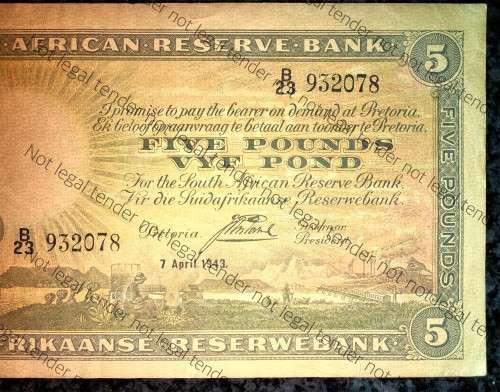 AFRICAN·RESERVE·BANK
5
B/23 932078
I promise to pay the bearer on demand at Pretoria.
Ek beloof op aanvraag te betaal aan toonder te Pretoria.
FIVE POUNDS
VYF POND
For the South African Reserve Bank.
Vir die Suidafrikaanse Reserwebank.
Pretoria.
Governor
President
B/23 932078
7 April 1943.
FIVE POUNDS
RIKAANSE RESERWEBANK
5
Not legal tender